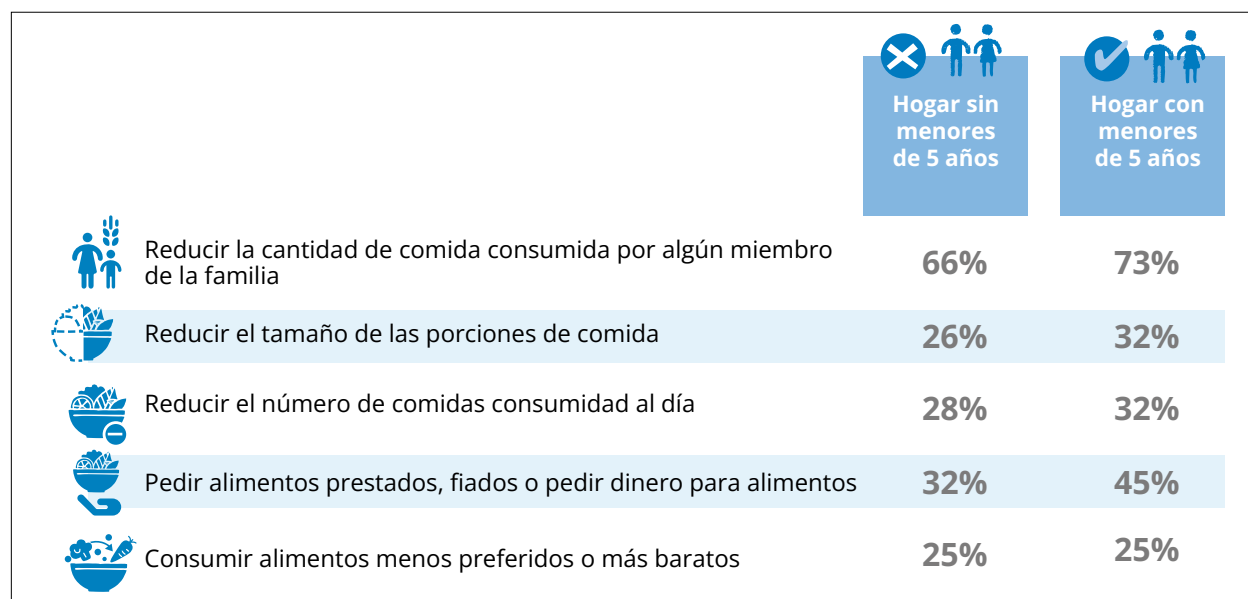 Hogar sin
menores
de 5 años
Hogar con
menores
de 5 años
Reducir la cantidad de comida consumida por algún miembro
de la familia
66%
73%
Reducir el tamaño de las porciones de comida
26%
32%
Reducir el número de comidas consumidad al día
28%
32%
Pedir alimentos prestados, fiados o pedir dinero para alimentos
32%
45%
Consumir alimentos menos preferidos o más baratos
25%
25%